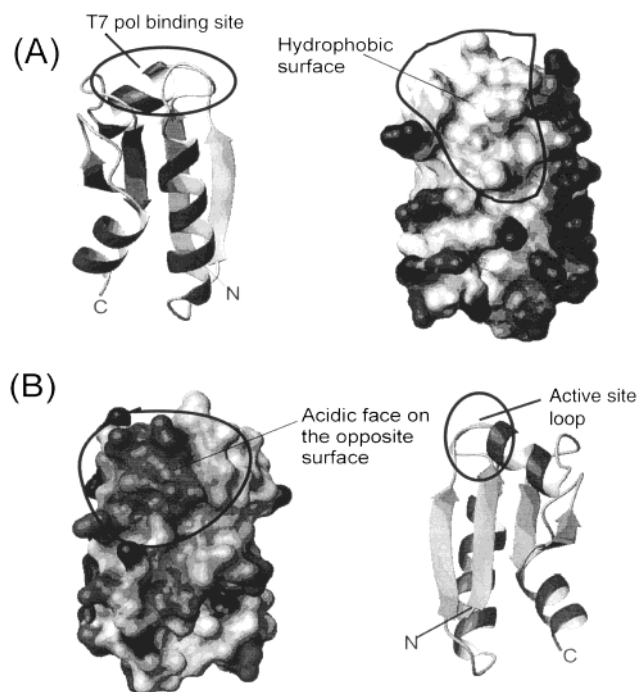 (A)
T7 pol binding site
Hydrophobic
surface
C
N
(B)
Acidic face on
the opposite
surface
Active site
loop
N
C